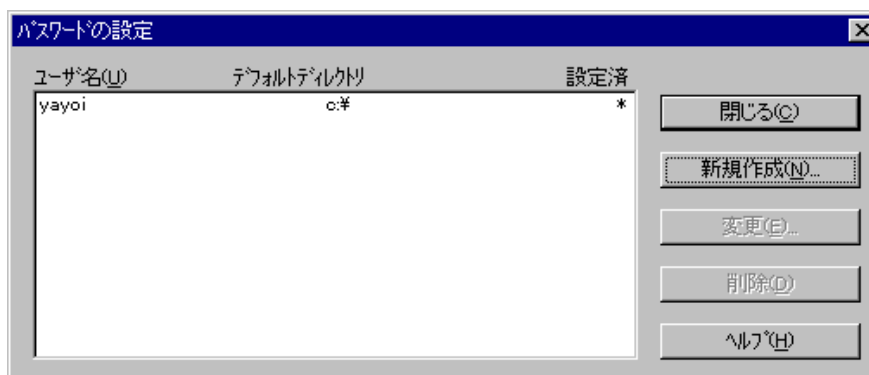 ﾊﾟｽﾜｰﾄﾞの設定
ﾕｰｻﾞ名(U) ﾃﾞﾌｫﾙﾄﾃﾞｨﾚｸﾄﾘ 設定済
yayoi c:¥ *
閉じる(C)
新規作成(N)...
変更(E)...
削除(D)
ﾍﾙﾌﾟ(H)